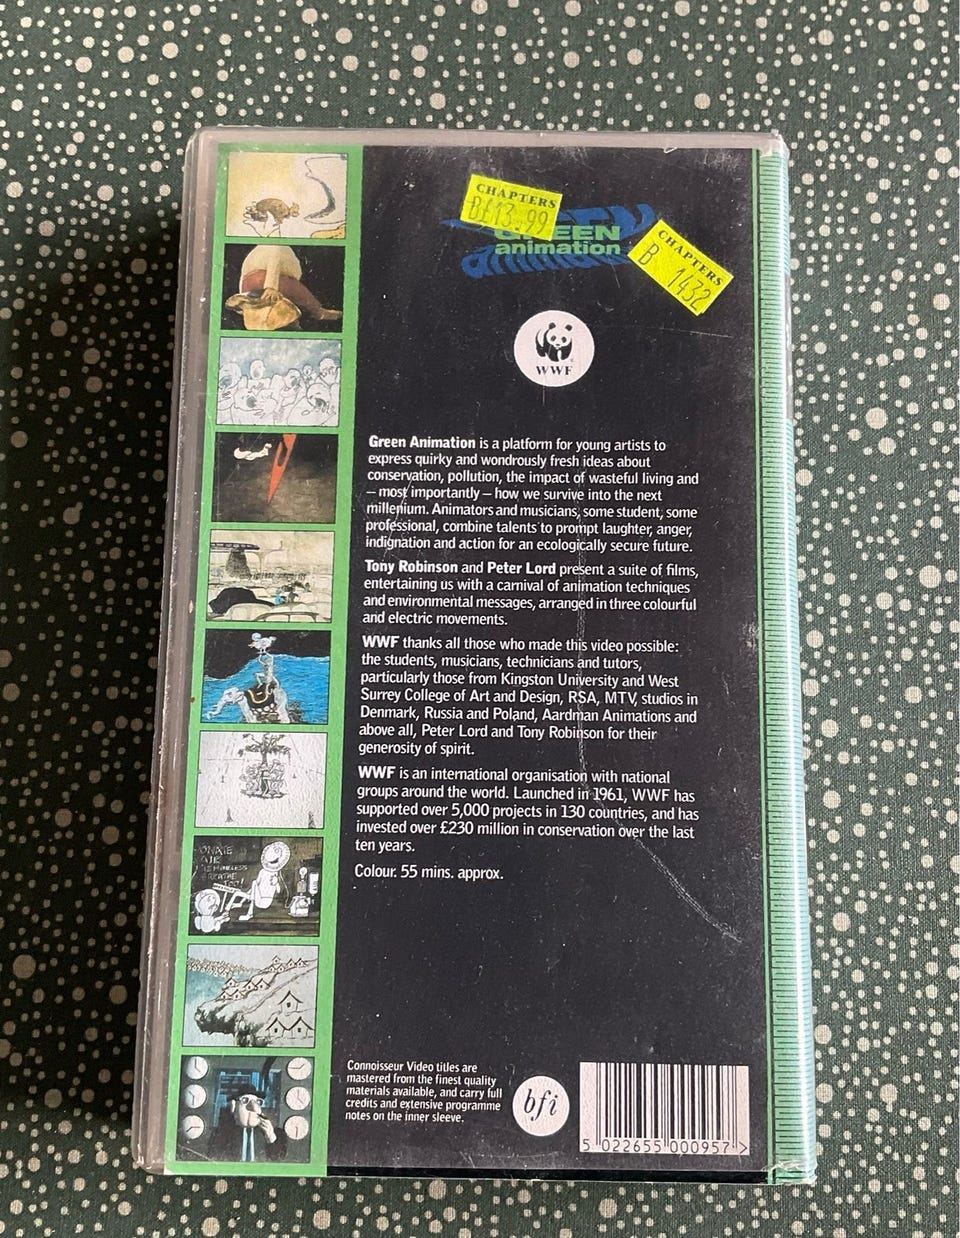 CHAPTERS
B£13.99
GREEN
animation
CHAPTERS
B 1432
WWF
Green Animation is a platform for young artists to
express quirky and wondrously fresh ideas about
conservation, pollution, the impact of wasteful living and
– most importantly – how we survive into the next
millenium. Animators and musicians, some student, some
professional, combine talents to prompt laughter, anger,
indignation and action for an ecologically secure future.
Tony Robinson and Peter Lord present a suite of films,
entertaining us with a carnival of animation techniques
and environmental messages, arranged in three colourful
and electric movements.
WWF thanks all those who made this video possible:
the students, musicians, technicians and tutors,
particularly those from Kingston University and West
Surrey College of Art and Design, RSA, MTV, studios in
Denmark, Russia and Poland, Aardman Animations and
above all, Peter Lord and Tony Robinson for their
generosity of spirit.
WWF is an international organisation with national
groups around the world. Launched in 1961, WWF has
supported over 5,000 projects in 130 countries, and has
invested over £230 million in conservation over the last
ten years.
Colour. 55 mins. approx.
AIR
BREATHE
TOO!
Connoisseur Video titles are
mastered from the finest quality
materials available, and carry full
credits and extensive programme
notes on the inner sleeve.
bfi
5 022655 000957 >